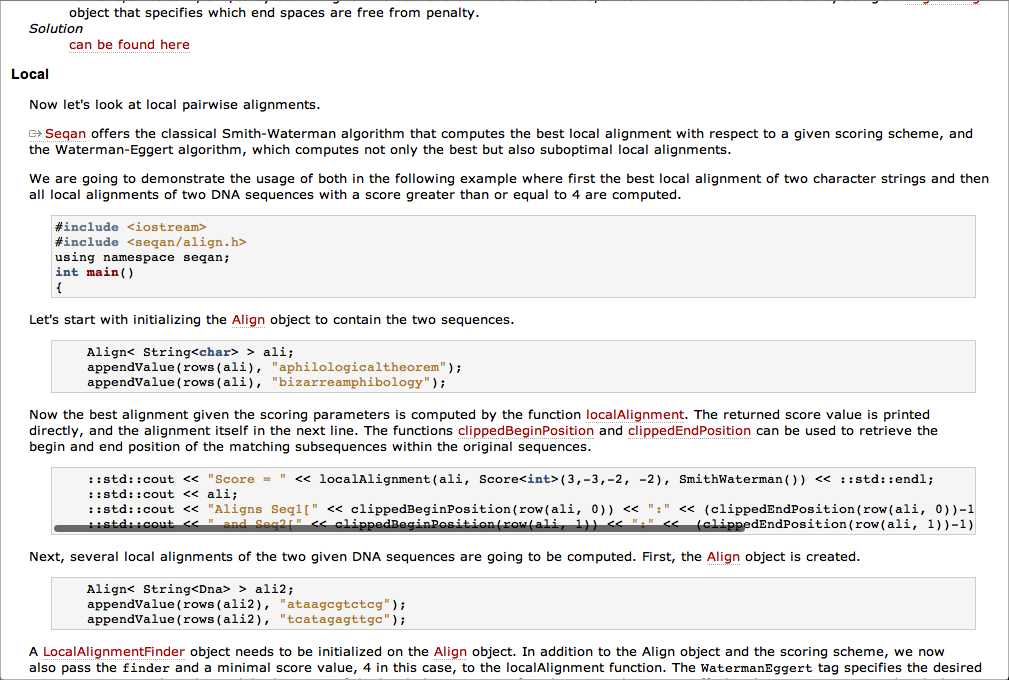 object that specifies which end spaces are free from penalty.
Solution
can be found here
Local
Now let's look at local pairwise alignments.
Seqan offers the classical Smith-Waterman algorithm that computes the best local alignment with respect to a given scoring scheme, and
the Waterman-Eggert algorithm, which computes not only the best but also suboptimal local alignments.
We are going to demonstrate the usage of both in the following example where first the best local alignment of two character strings and then
all local alignments of two DNA sequences with a score greater than or equal to 4 are computed.
#include <iostream>
#include <seqan/align.h>
using namespace seqan;
int main()
{
Let's start with initializing the Align object to contain the two sequences.
Align< String<char> > ali;
appendValue(rows(ali), "aphilologicaltheorem");
appendValue(rows(ali), "bizarreamphibology");
Now the best alignment given the scoring parameters is computed by the function localAlignment. The returned score value is printed
directly, and the alignment itself in the next line. The functions clippedBeginPosition and clippedEndPosition can be used to retrieve the
begin and end position of the matching subsequences within the original sequences.
::std::cout << "Score = " << localAlignment(ali, Score<int>(3,-3,-2, -2), SmithWaterman()) << ::std::endl;
::std::cout << ali;
::std::cout << "Aligns Seq1[" << clippedBeginPosition(row(ali, 0)) << ":" << (clippedEndPosition(row(ali, 0))-1
::std::cout << " and Seq2[" << clippedBeginPosition(row(ali, 1)) << ":" << (clippedEndPosition(row(ali, 1))-1)
Next, several local alignments of the two given DNA sequences are going to be computed. First, the Align object is created.
Align< String<Dna> > ali2;
appendValue(rows(ali2), "ataagcgtctcg");
appendValue(rows(ali2), "tcatagagttgc");
A LocalAlignmentFinder object needs to be initialized on the Align object. In addition to the Align object and the scoring scheme, we now
also pass the finder and a minimal score value, 4 in this case, to the localAlignment function. The WatermanEggert tag specifies the desired